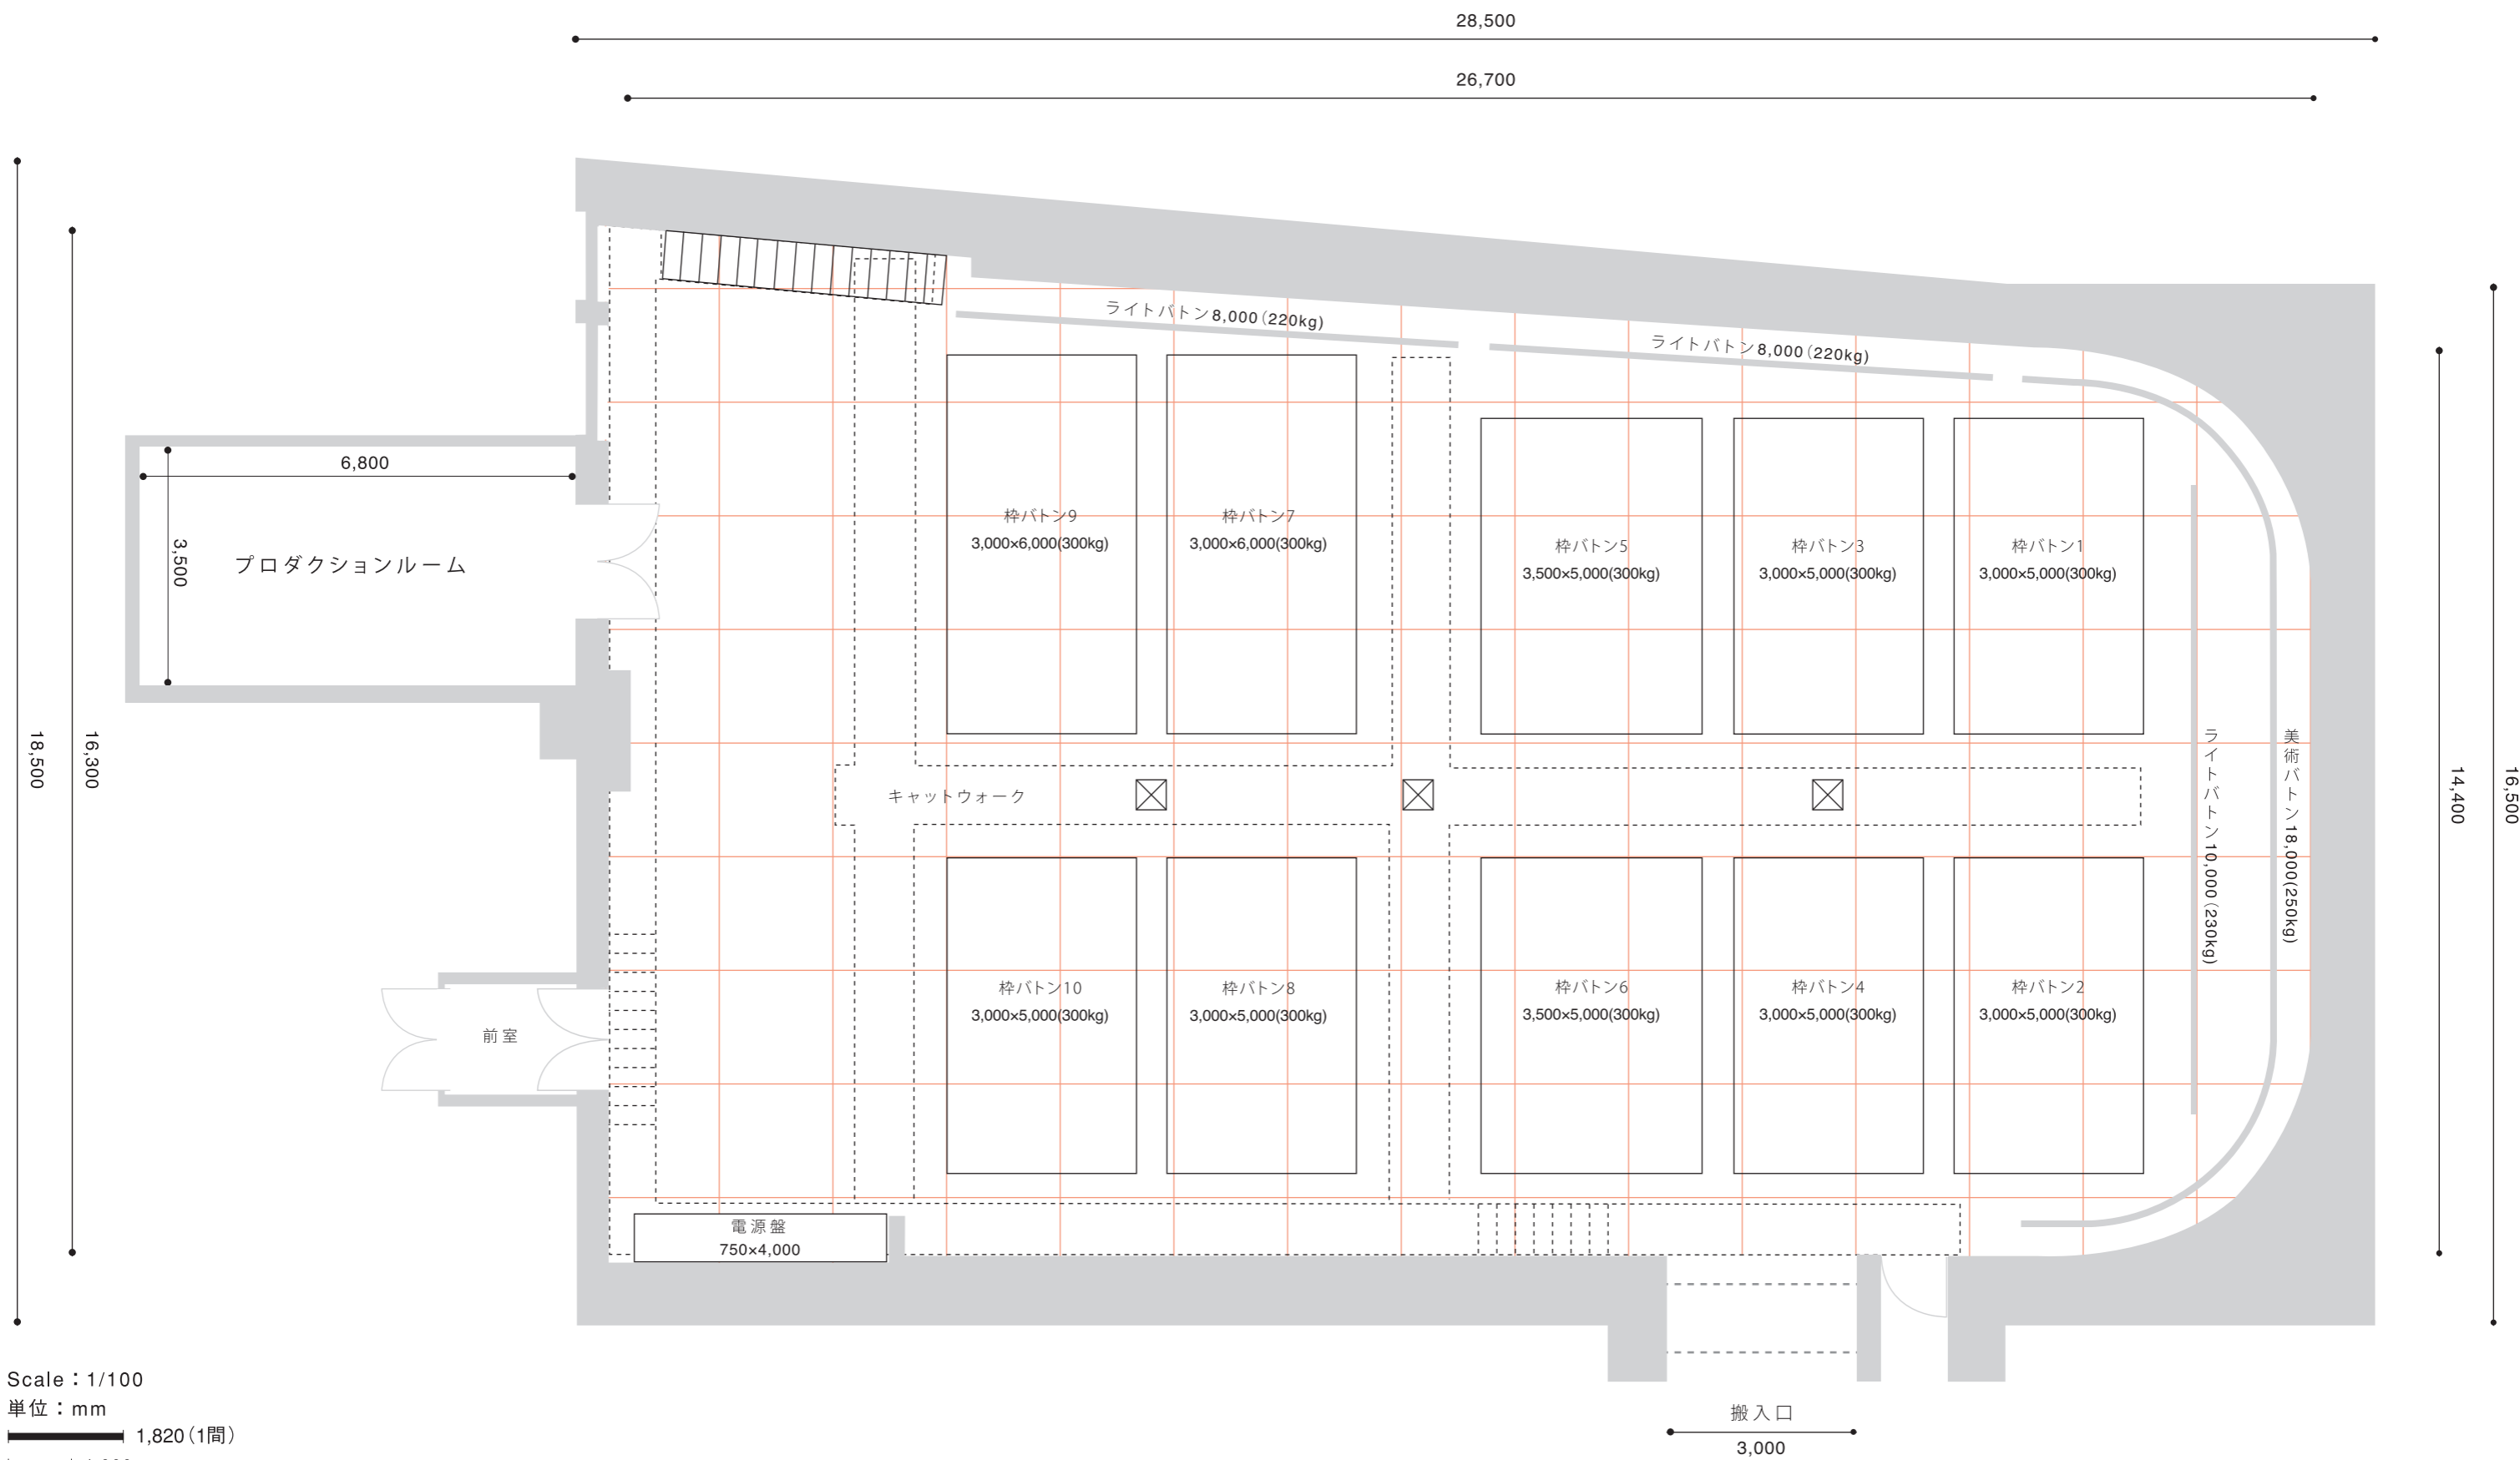 28,500
26,700
ライトバトン8,000(220kg)
ライトバトン8,000(220kg)
6,800
3,500
プロダクションルーム
枠バトン9
3,000×6,000(300kg)
枠バトン7
3,000×6,000(300kg)
枠バトン5
3,500×5,000(300kg)
枠バトン3
3,000×5,000(300kg)
枠バトン1
3,000×5,000(300kg)
18,500
16,300
キャットウォーク
ライトバトン10,000(230kg)
美術バトン18,000(250kg)
14,400
16,500
枠バトン10
3,000×5,000(300kg)
枠バトン8
3,000×5,000(300kg)
枠バトン6
3,500×5,000(300kg)
枠バトン4
3,000×5,000(300kg)
枠バトン2
3,000×5,000(300kg)
前室
電源盤
750×4,000
搬入口
3,000
Scale：1/100
単位：mm
1,820(1間)